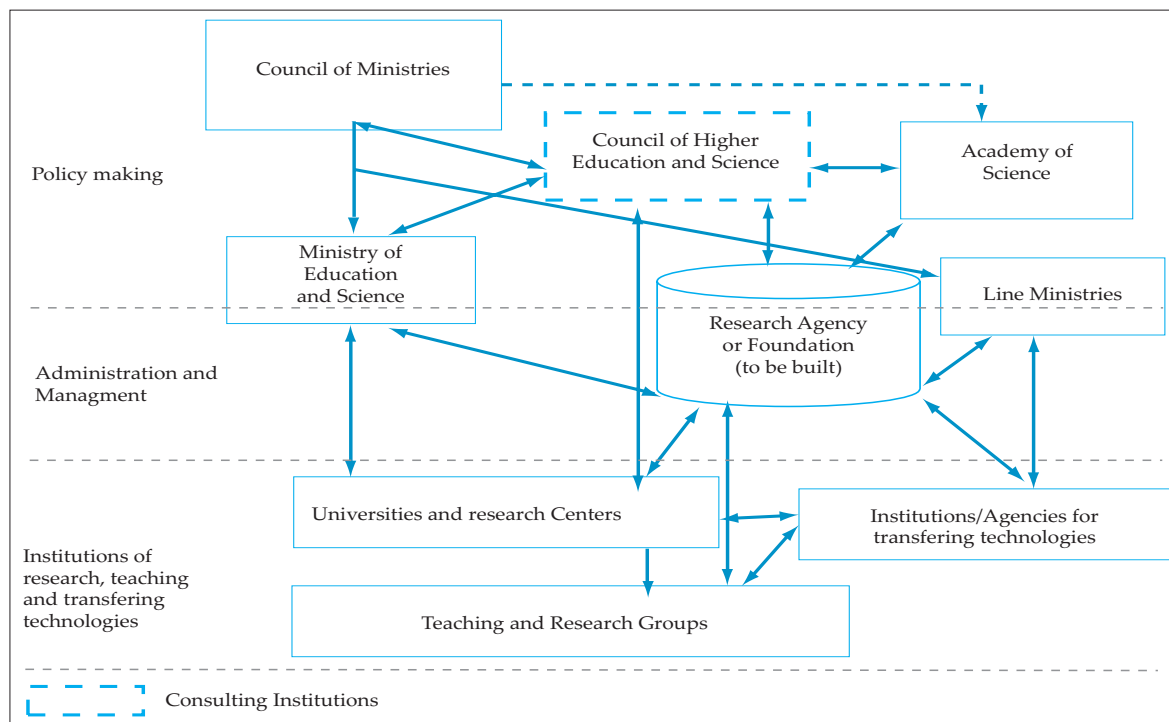 Council of Ministries
Council of Higher
Education and Science
Academy of
Science
Policy making
Ministry of
Education
and Science
Line Ministries
Research Agency
or Foundation
(to be built)
Administration and
Managment
Universities and research Centers
Institutions/Agencies for
transfering technologies
Institutions of
research, teaching
and transfering
technologies
Teaching and Research Groups
Consulting Institutions